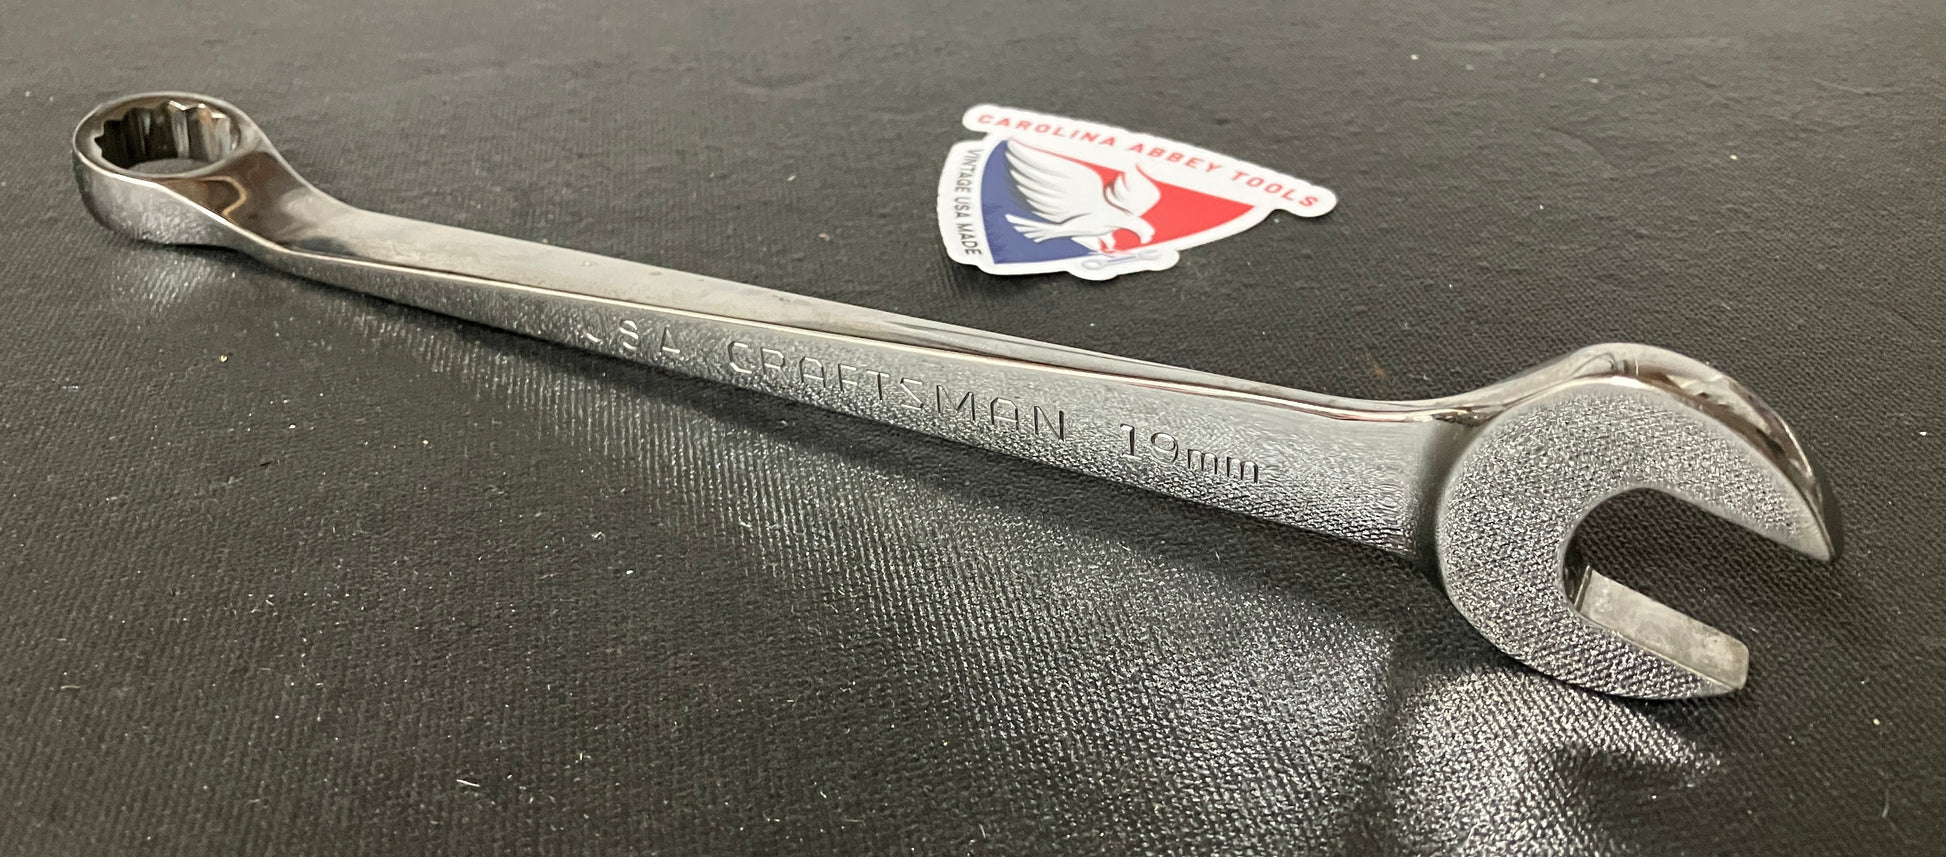 CAROLINA ABBEY TOOLS
VINTAGE USA MADE
USA CRAFTSMAN 19mm